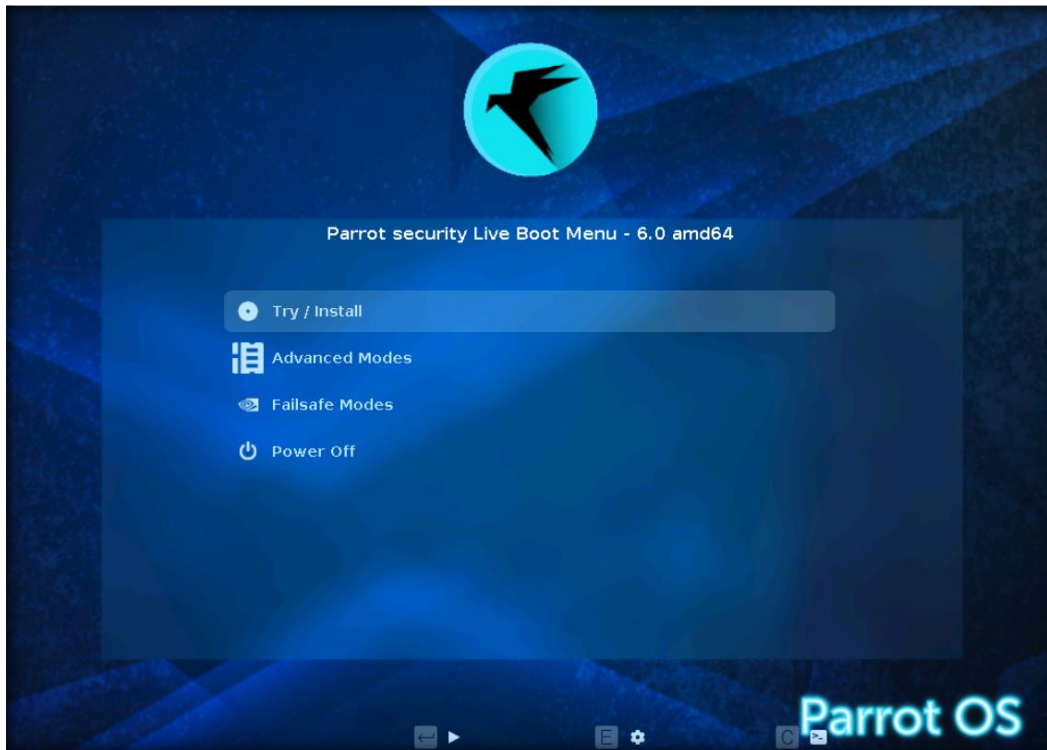 Parrot security Live Boot Menu - 6.0 amd64
Try / Install
Advanced Modes
Failsafe Modes
Power Off
E
C
Parrot OS